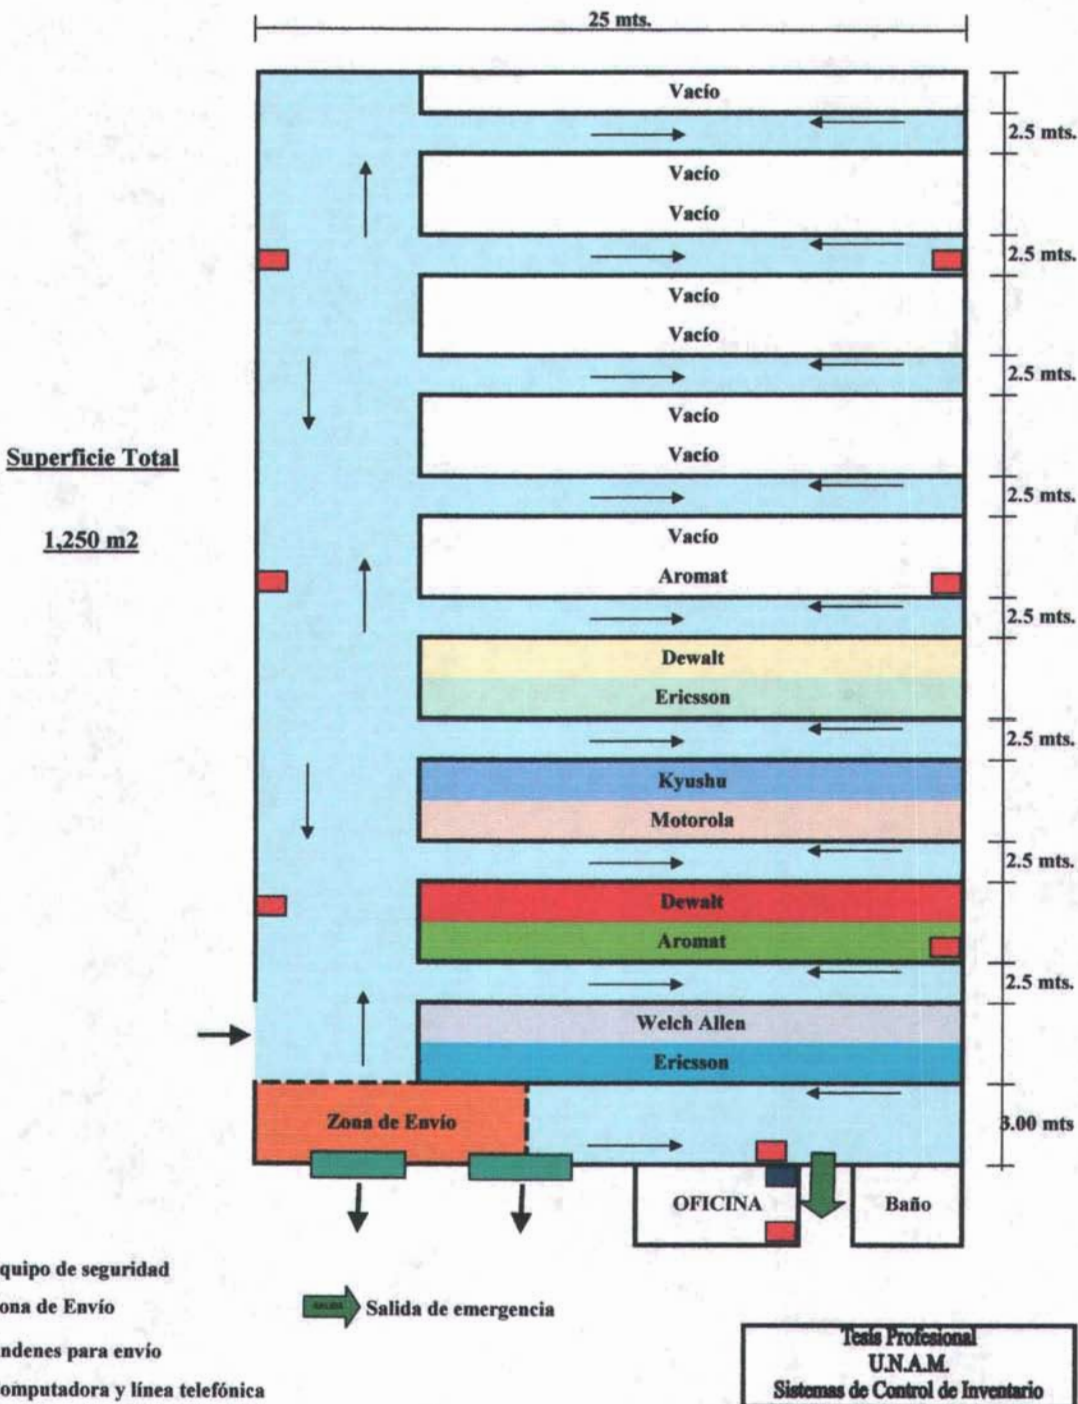 25 mts.
Vacío
2.5 mts.
Vacío
Vacío
2.5 mts.
Vacío
Vacío
2.5 mts.
Vacío
Vacío
2.5 mts.
Superficie Total
1,250 m2
Vacío
Aromat
2.5 mts.
Dewalt
Ericsson
2.5 mts.
Kyushu
Motorola
2.5 mts.
Dewalt
Aromat
2.5 mts.
Welch Allen
Ericsson
Zona de Envío
3.00 mts
OFICINA
Baño
quipo de seguridad
ona de Envío
SALIDA Salida de emergencia
ndenes para envío
omputadora y línea telefónica
Tesis Profesional
U.N.A.M.
Sistemas de Control de Inventario